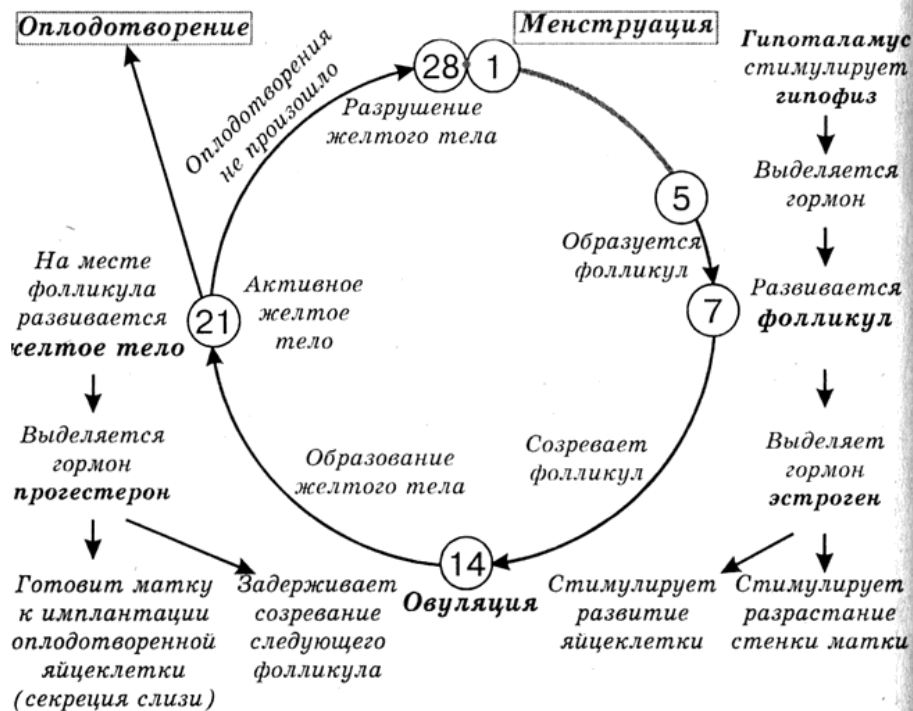 Оплодотворение
Менструация
Оплодотворения
не произошло
28
1
Разрушение
желтого тела
5
Образуется
фолликул
7
Созревает
фолликул
14
Овуляция
Образование
желтого тела
21
Активное
желтое
тело
Гипоталамус
стимулирует
гипофиз
Выделяется
гормон
Развивается
фолликул
Выделяет
гормон
эстроген
Стимулирует
развитие
яйцеклетки
Стимулирует
разрастание
стенки матки
На месте
фолликула
развивается
желтое тело
Выделяется
гормон
прогестерон
Готовит матку
к имплантации
оплодотворенной
яйцеклетки
(секреция слизи)
Задерживает
созревание
следующего
фолликула